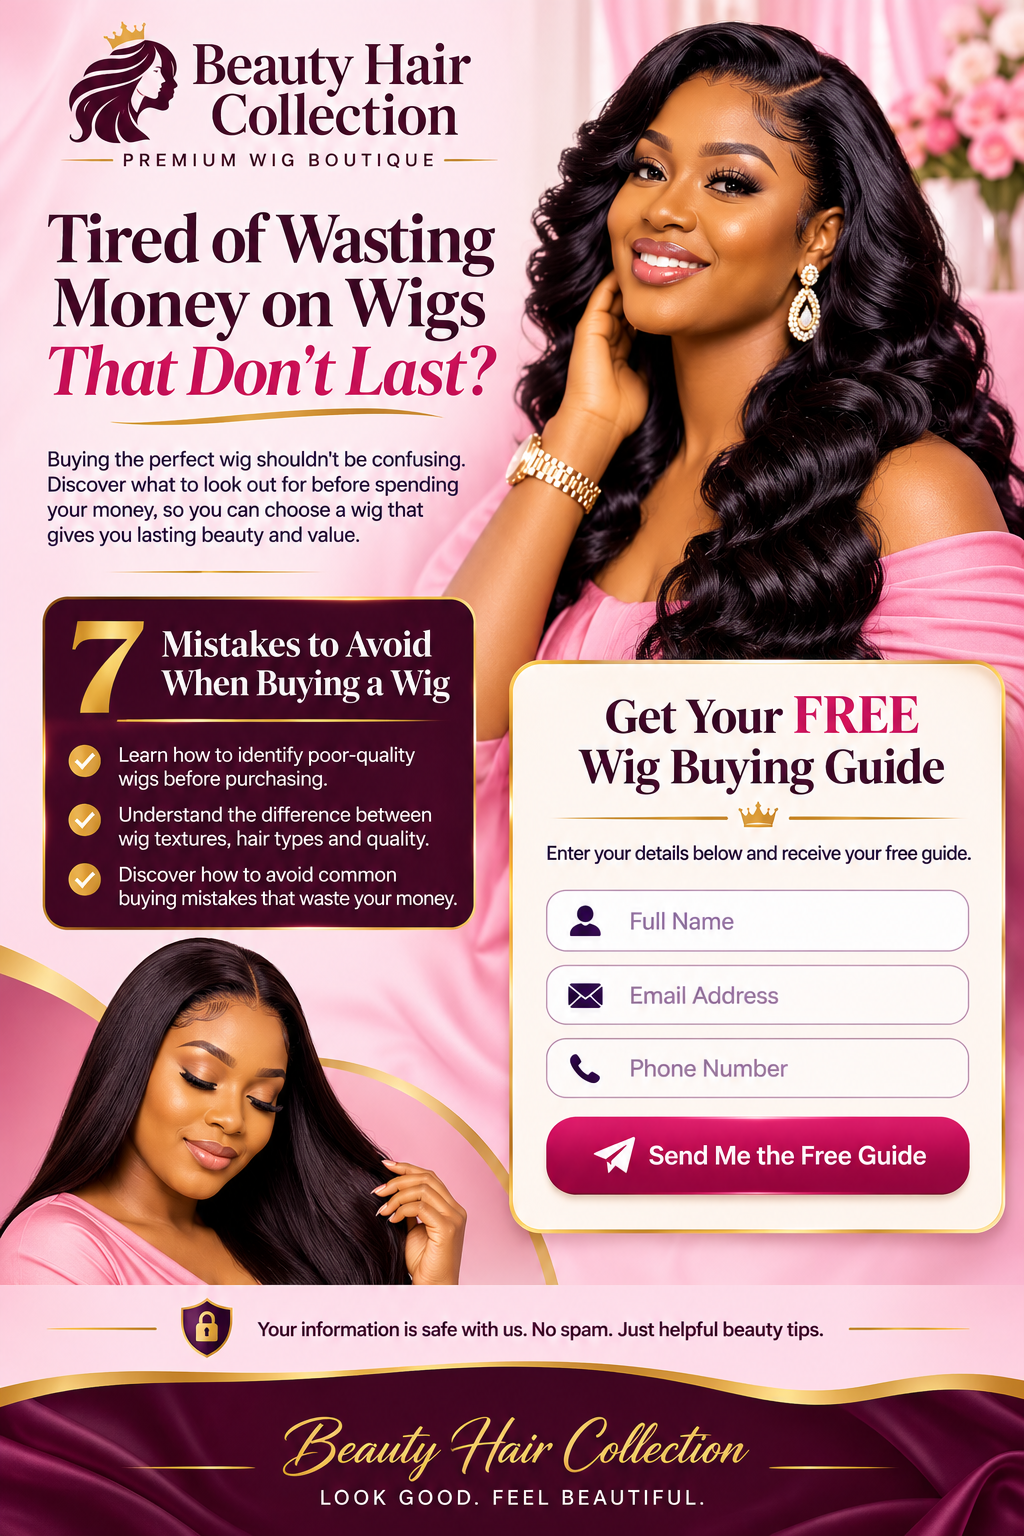 Beauty Hair
Collection
PREMIUM WIG BOUTIQUE
Tired of Wasting
Money on Wigs
That Don't Last?
Buying the perfect wig shouldn't be confusing.
Discover what to look out for before spending
your money, so you can choose a wig that
gives you lasting beauty and value.
7 Mistakes to Avoid
When Buying a Wig
Learn how to identify poor-quality
wigs before purchasing.
Understand the difference between
wig textures, hair types and quality.
Discover how to avoid common
buying mistakes that waste your money.
Get Your FREE
Wig Buying Guide
Enter your details below and receive your free guide.
Full Name
Email Address
Phone Number
Send Me the Free Guide
Your information is safe with us. No spam. Just helpful beauty tips.
Beauty Hair Collection
LOOK GOOD. FEEL BEAUTIFUL.